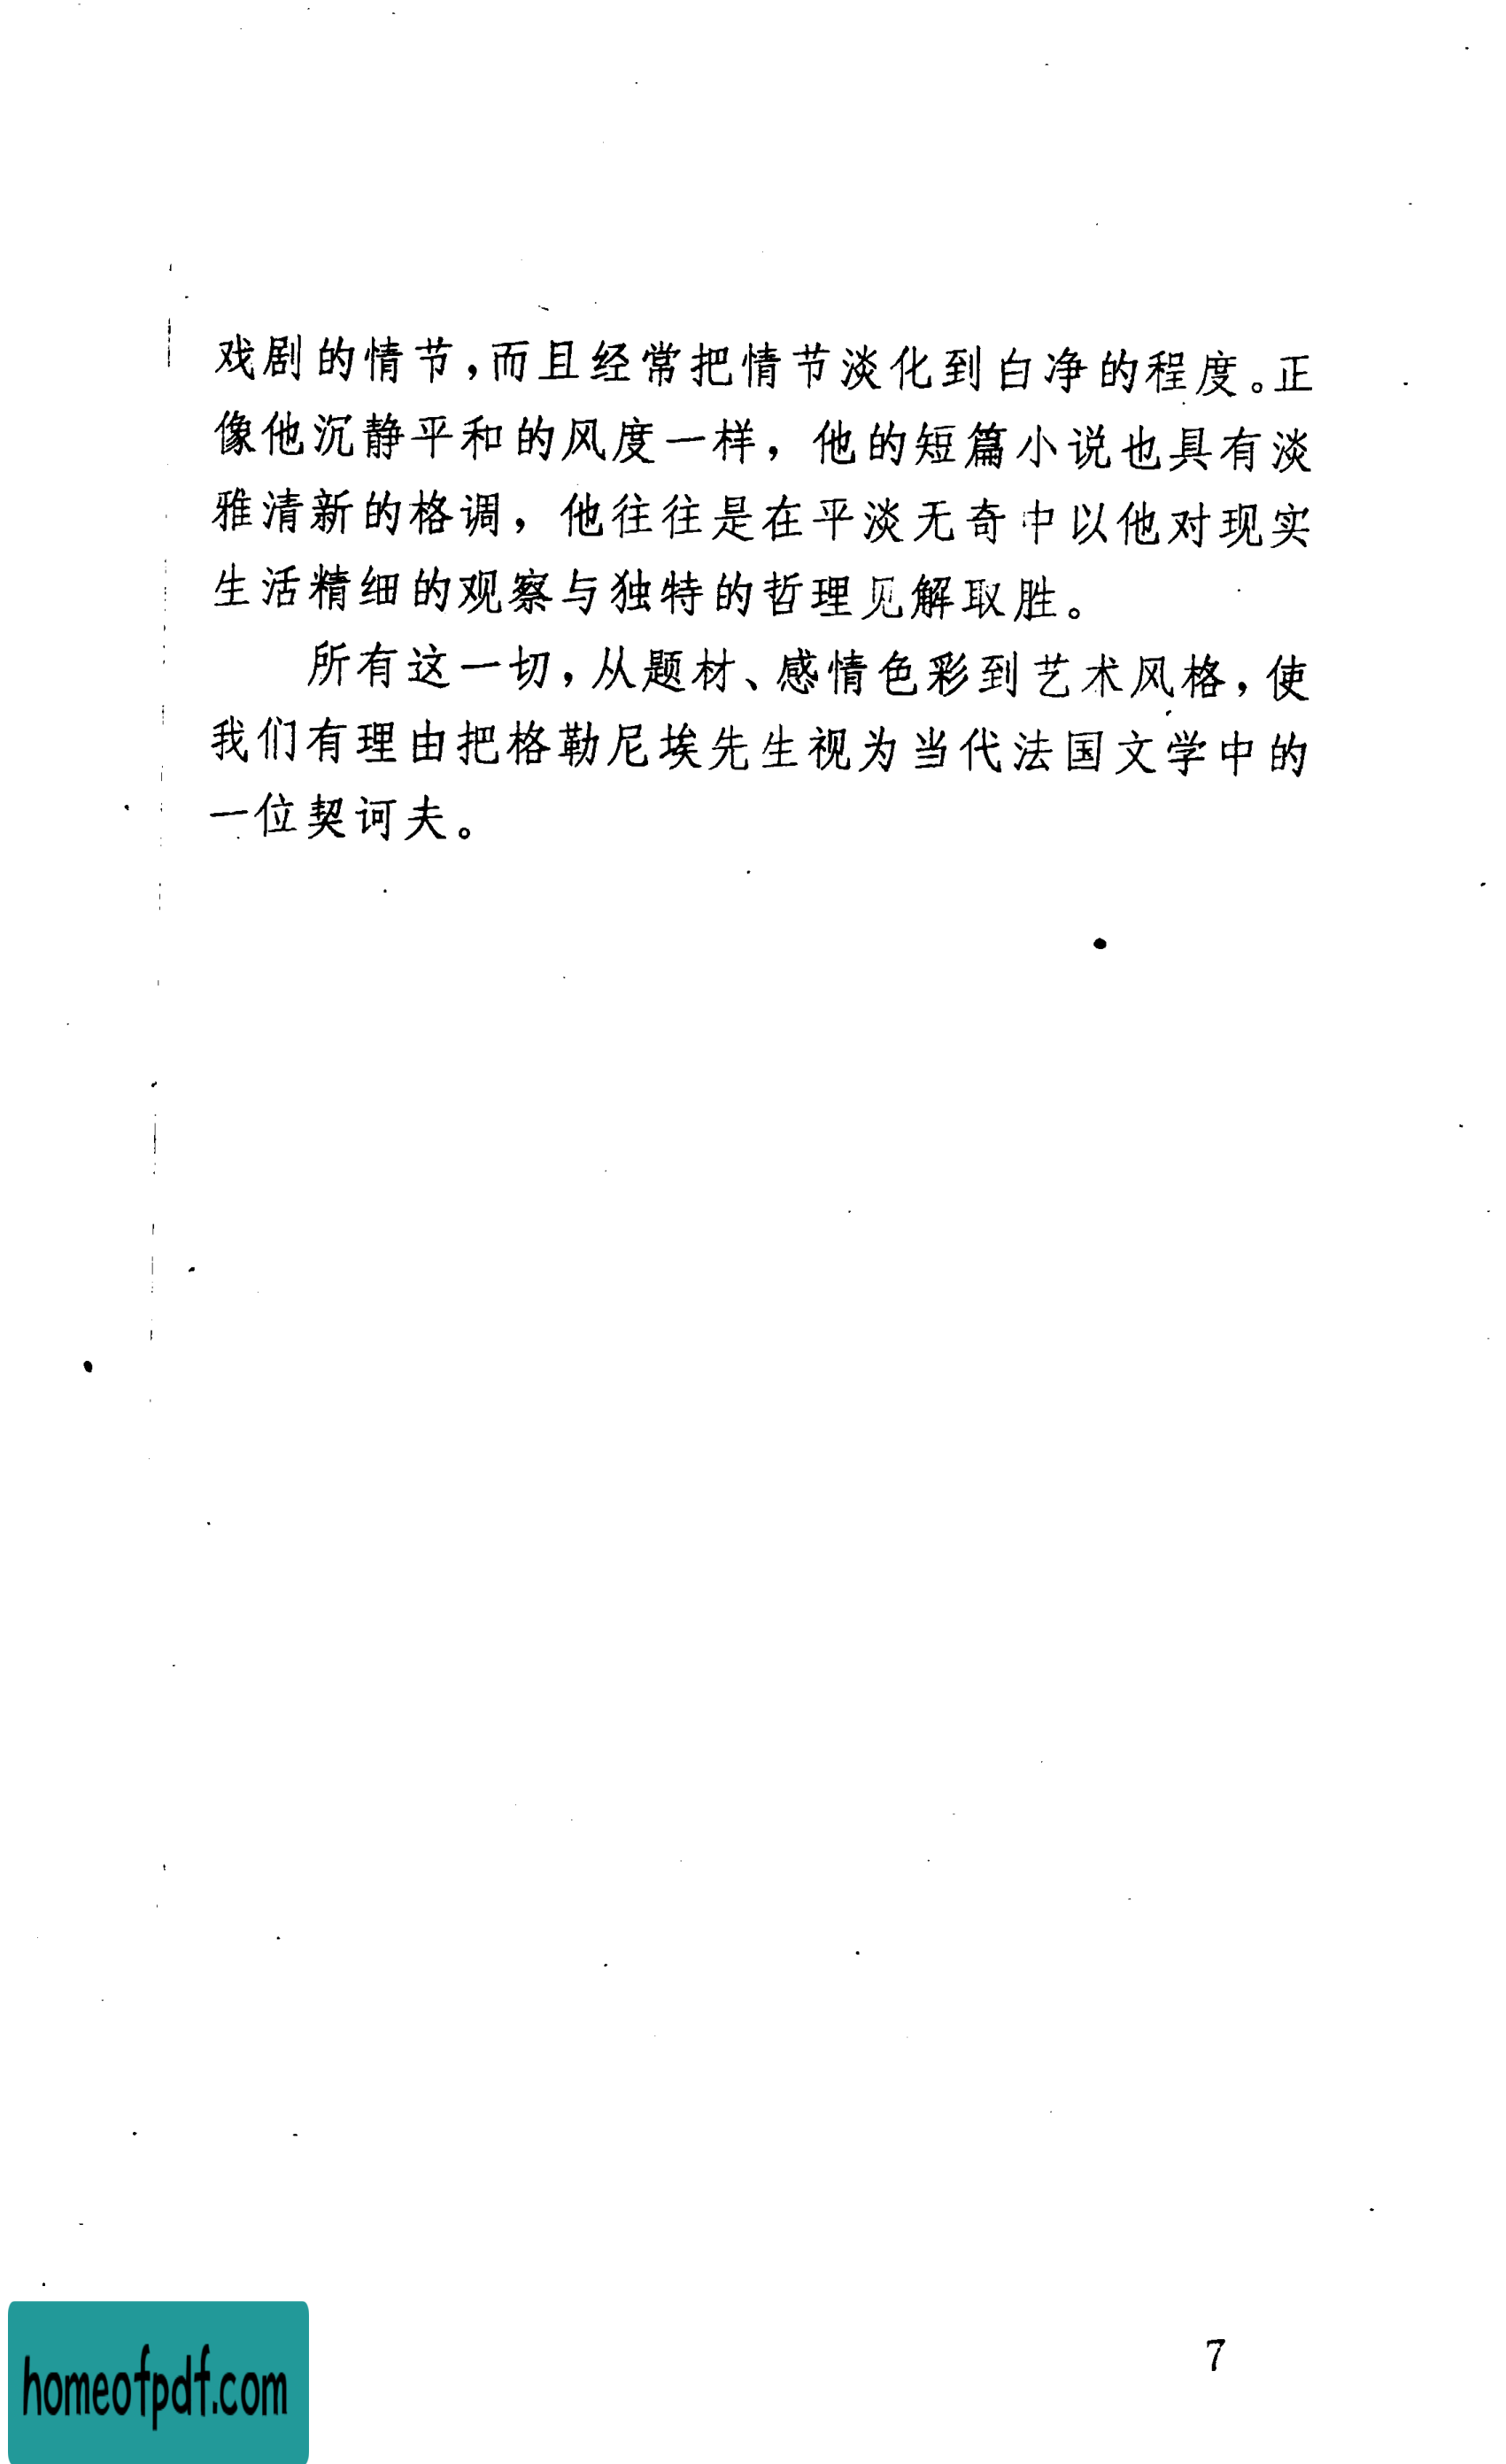 戏剧的情节，而且经常把情节淡化到白净的程度。正
像他沉静平和的风度一样，他的短篇小说也具有淡
雅清新的格调，他往往是在平淡无奇中以他对现实
生活精细的观察与独特的哲理见解取胜。
所有这一切，从题材、感情色彩到艺术风格，使
我们有理由把格勒尼埃先生视为当代法国文学中的
一位契诃夫。
7
homeofpdf.com